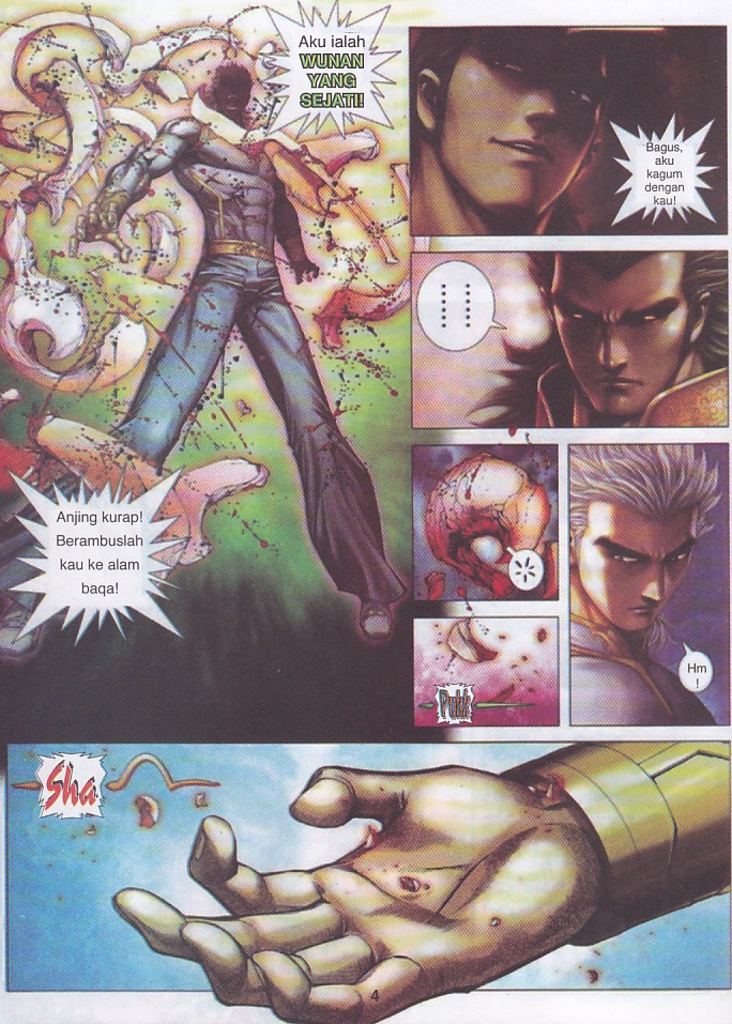 Aku ialah
WUNAN
YANG
SEJATI!
Bagus,
aku
kagum
dengan
kau!
Anjing kurap!
Berambuslah
kau ke alam
baqa!
Hm
!
Pukk
Sha
4